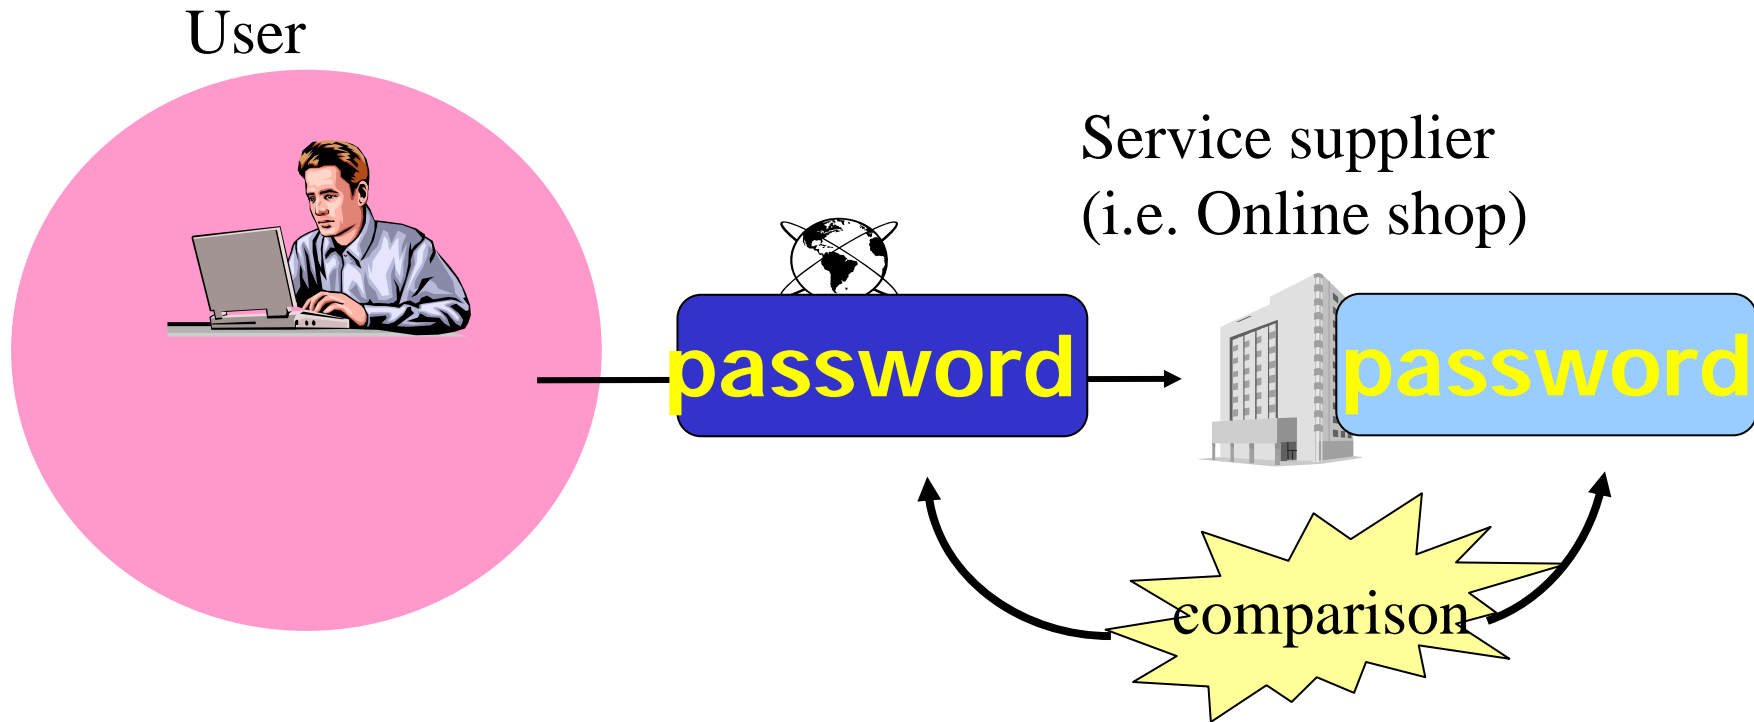 User
Service supplier
(i.e. Online shop)
password
password
comparison